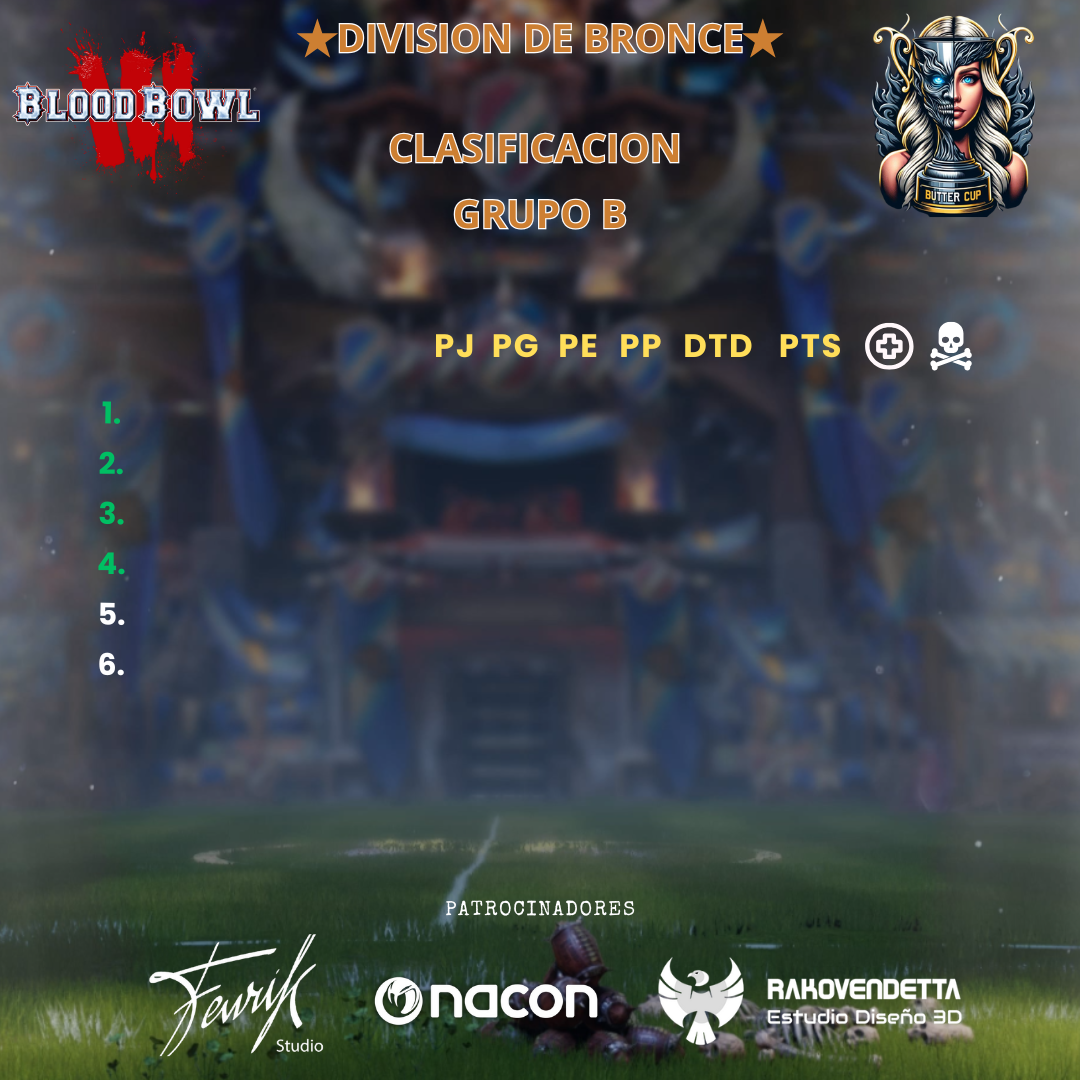 ★DIVISION DE BRONCE★
BLOOD BOWL
CLASIFICACION
GRUPO B
BUTTER CUP
PJ PG PE PP DTD PTS
1.
2.
3.
4.
5.
6.
PATROCINADORES
Fenrik
Studio
nacon
RAKOVENDETTA
Estudio Diseño 3D